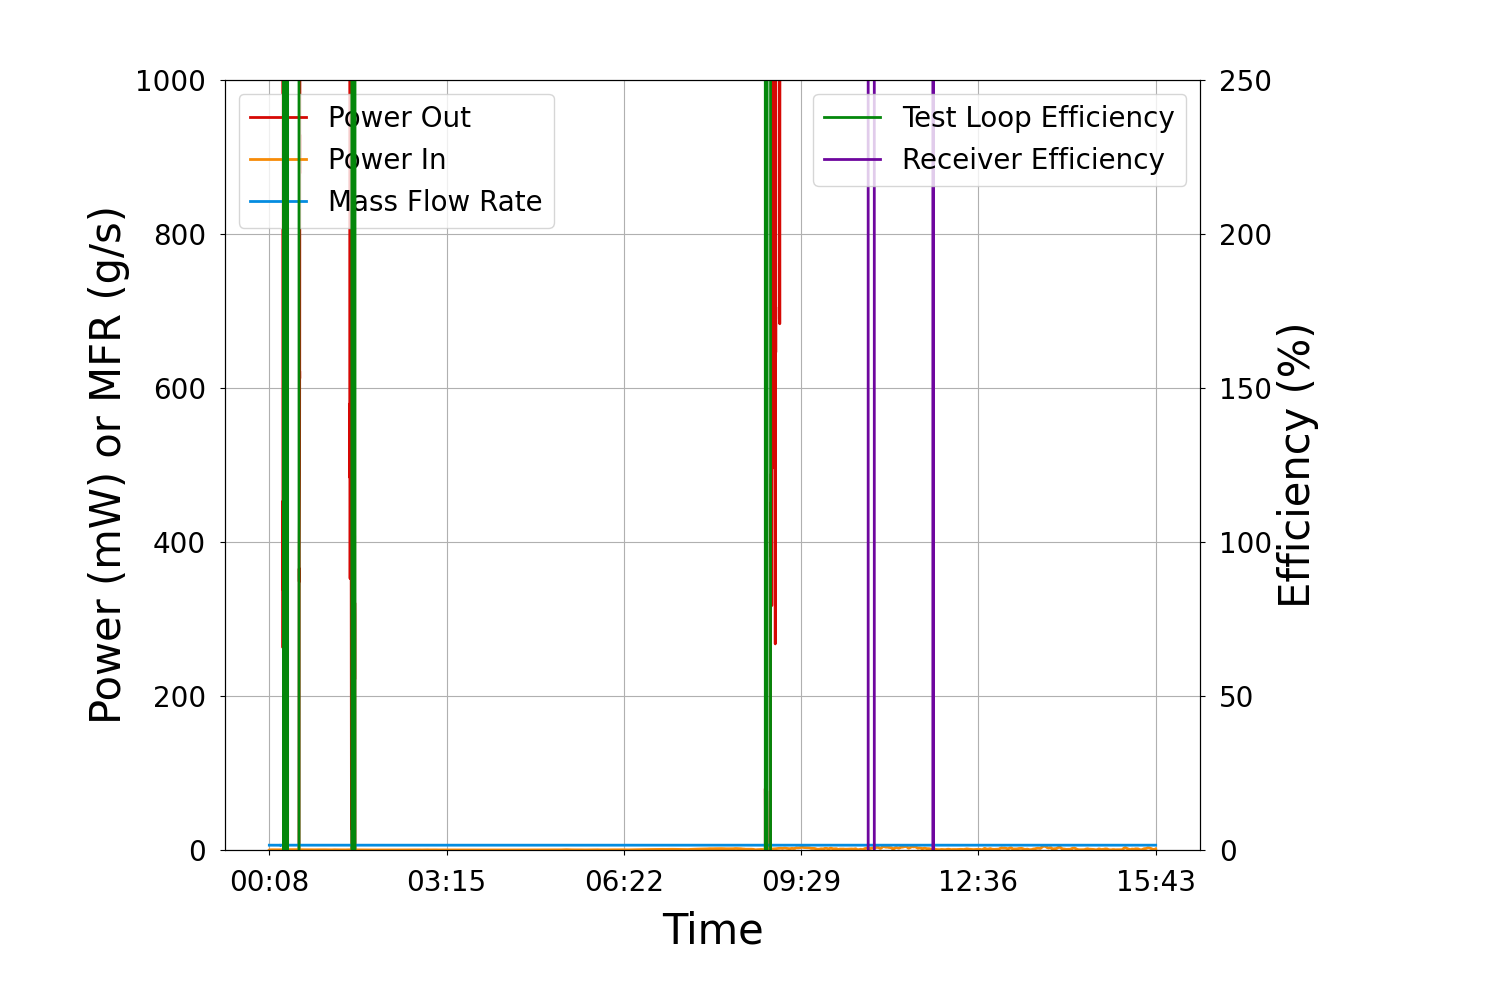 1000
800
600
400
200
0
Power (mW) or MFR (g/s)
Power Out
Power In
Mass Flow Rate
Test Loop Efficiency
Receiver Efficiency
250
200
150
100
50
0
Efficiency (%)
00:08 03:15 06:22 09:29 12:36 15:43
Time